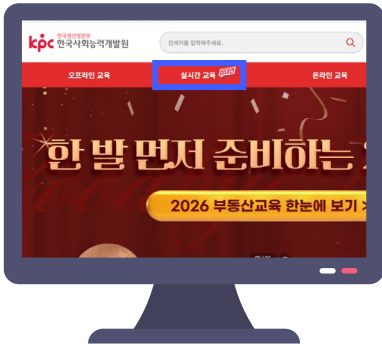 kpc 한국생산성본부
한국사회능력개발원
검색어를 입력해주세요.
오프라인 교육
실시간 교육
온라인 교육
한 발 먼저 준비하는
2026 부동산교육 한눈에 보기 >